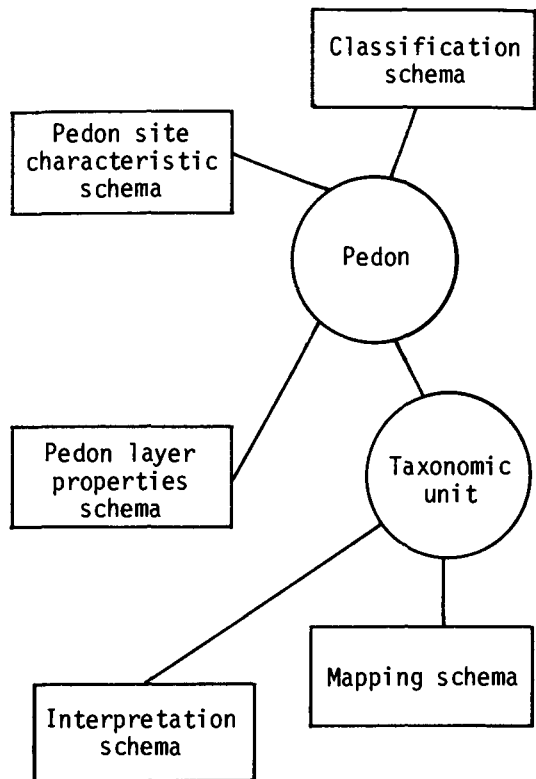 Classification
schema
Pedon site
characteristic
schema
Pedon
Pedon layer
properties
schema
Taxonomic
unit
Mapping schema
Interpretation
schema